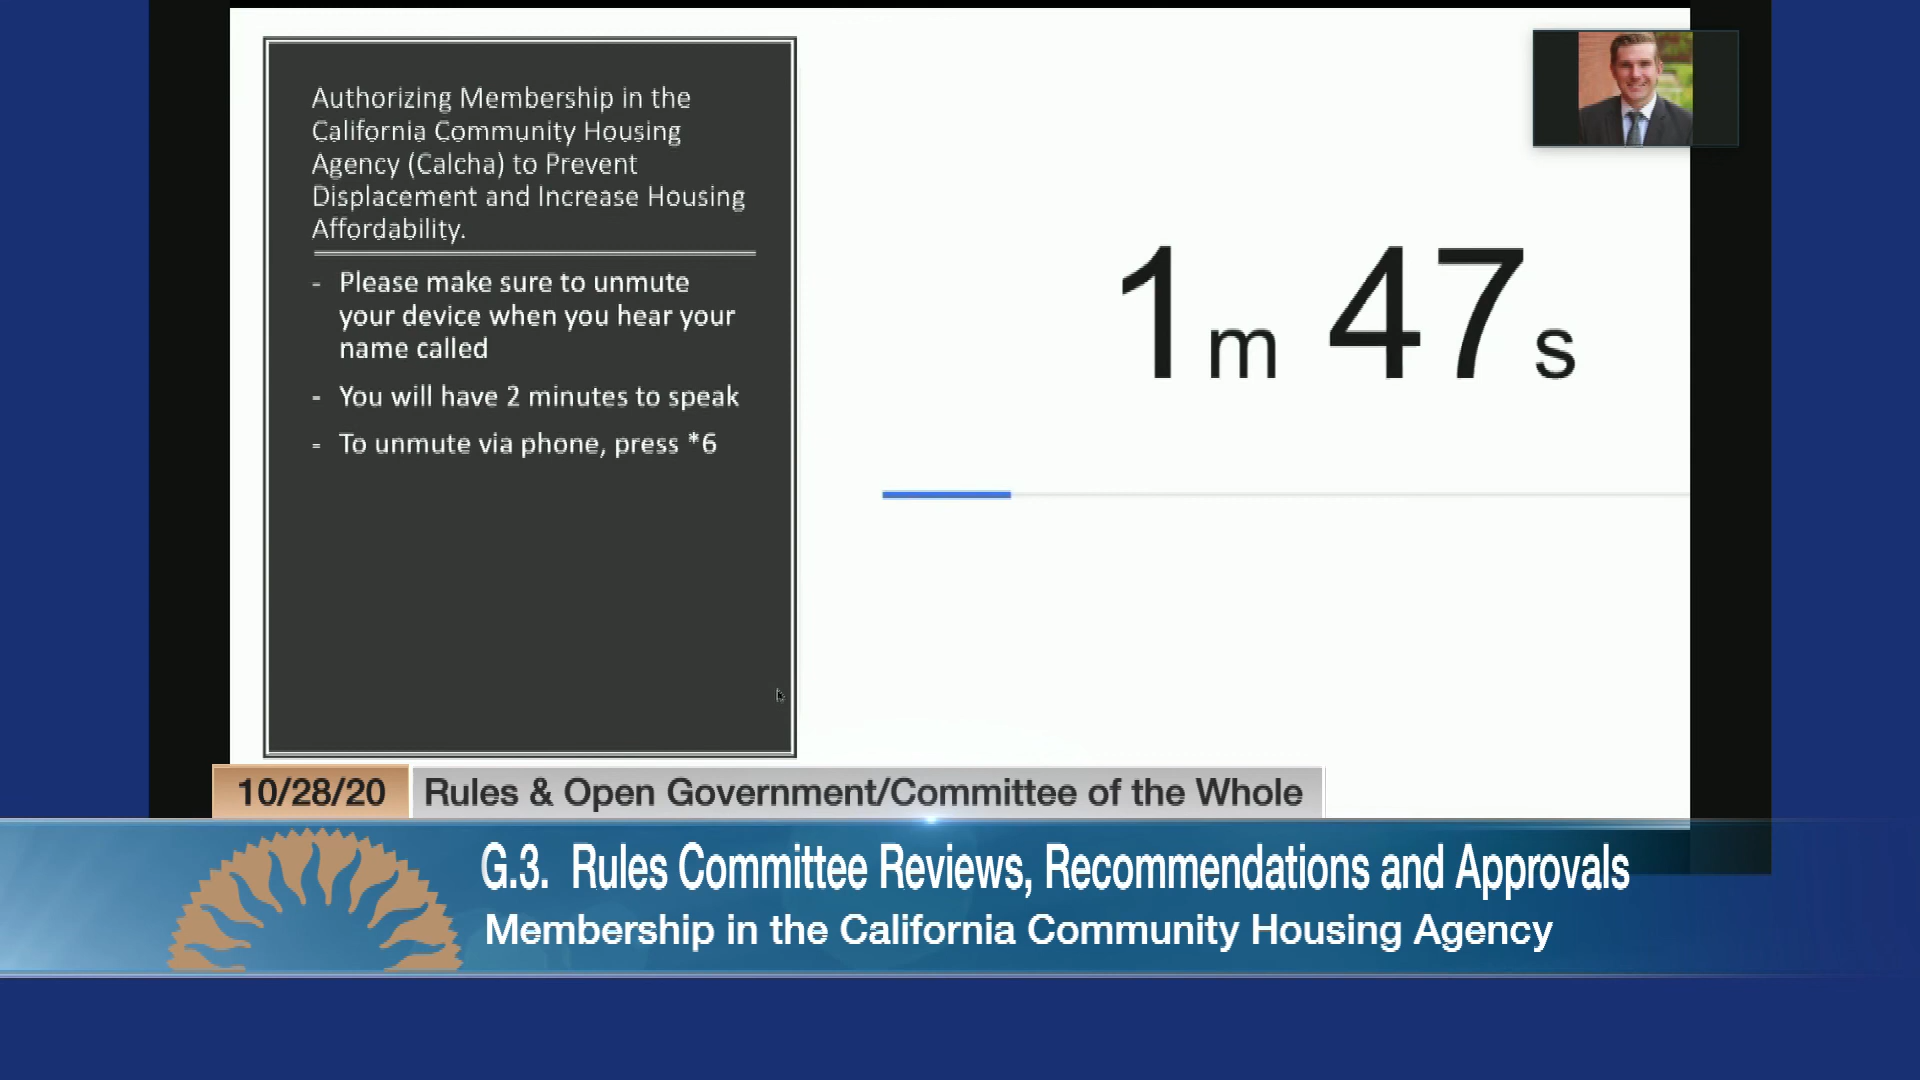 Authorizing Membership in the
California Community Housing
Agency (Calcha) to Prevent
Displacement and Increase Housing
Affordability.
- Please make sure to unmute
your device when you hear your
name called
- You will have 2 minutes to speak
- To unmute via phone, press *6
1m 47s
10/28/20 Rules & Open Government/Committee of the Whole
G.3. Rules Committee Reviews, Recommendations and Approvals
Membership in the California Community Housing Agency